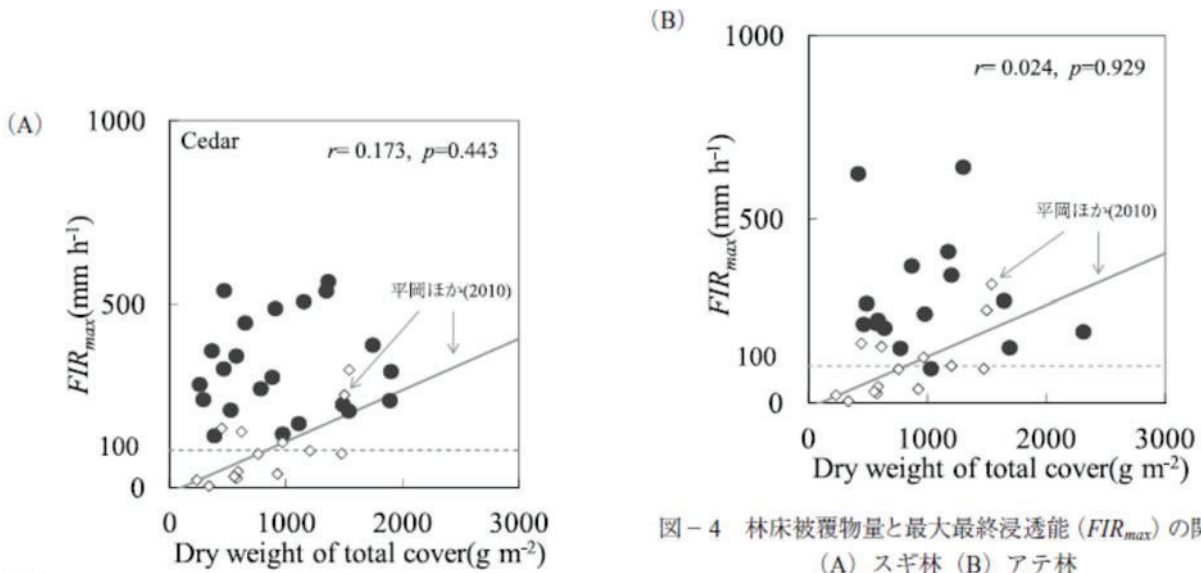 (A)
1000
Cedar
r= 0.173, p=0.443
500
平岡ほか(2010)
100
0
FIRmax(mm h-1)
0 1000 2000 3000
Dry weight of total cover(g m-2)
(B)
1000
r= 0.024, p=0.929
500
平岡ほか(2010)
100
0
FIRmax(mm h-1)
0 1000 2000 3000
Dry weight of total cover(g m-2)
図－4 林床被覆物量と最大最終浸透能 (FIRmax) の
(A) スギ林 (B) アテ林